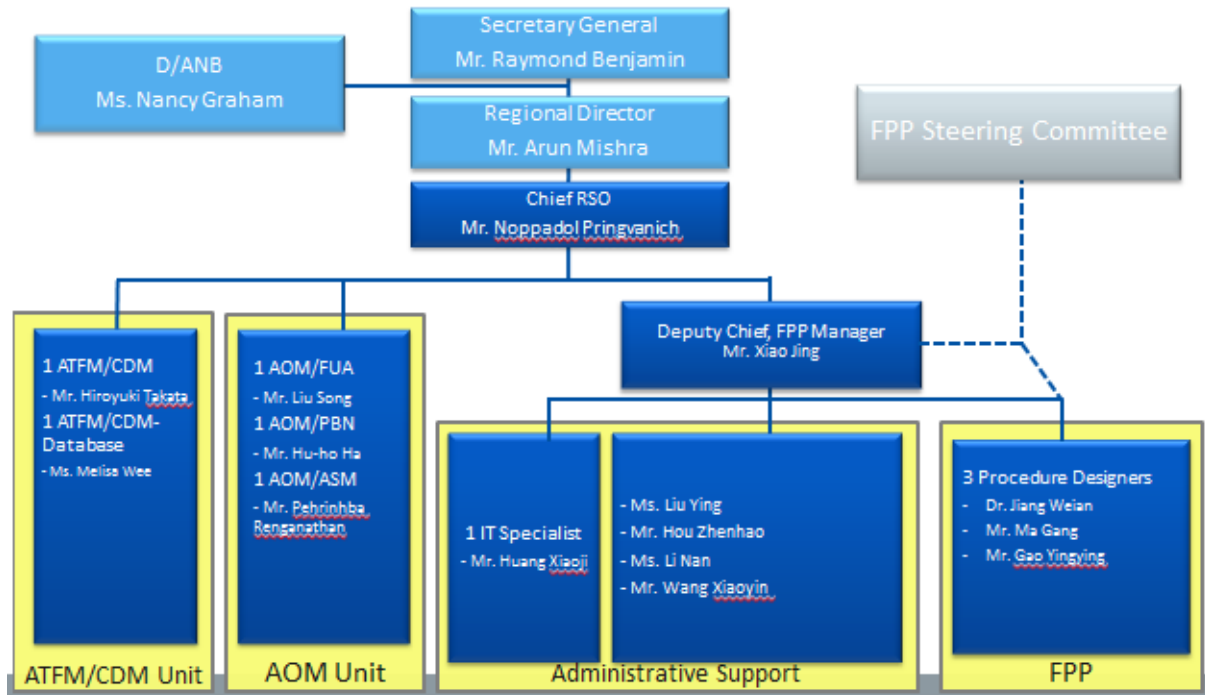 Secretary General
Mr. Raymond Benjamin
D/ANB
Ms. Nancy Graham
Regional Director
Mr. Arun Mishra
FPP Steering Committee
Chief RSO
Mr. Noppadol Pringvanich
Deputy Chief, FPP Manager
Mr. Xiao Jing
1 ATFM/CDM
- Mr. Hiroyuki Takata
1 ATFM/CDM-
Database
- Ms. Melisa Wee
ATFM/CDM Unit
1 AOM/FUA
- Mr. Liu Song
1 AOM/PBN
- Mr. Hu-ho Ha
1 AOM/ASM
- Mr. Pehrinhba
Renganathan
AOM Unit
1 IT Specialist
- Mr. Huang Xiaoji
- Ms. Liu Ying
- Mr. Hou Zhenhao
- Ms. Li Nan
- Mr. Wang Xiaoyin
Administrative Support
3 Procedure Designers
- Dr. Jiang Weian
- Mr. Ma Gang
- Mr. Gao Yingying
FPP